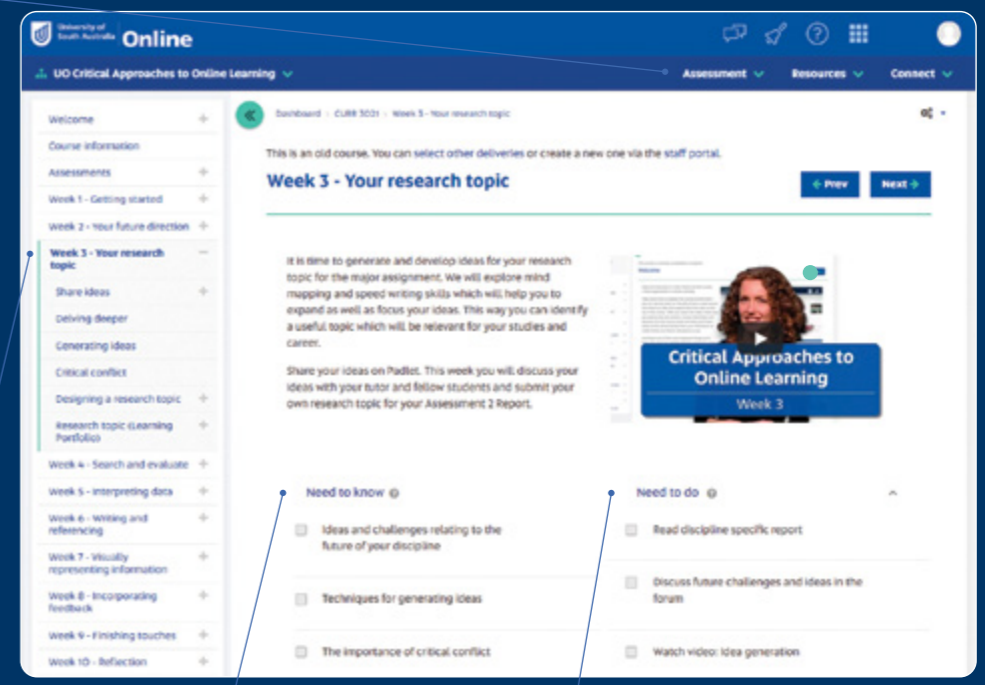 University of
South Australia Online
UO Critical Approaches to Online Learning
Assessment
Resources
Connect
Welcome
Course information
Assessments
Week 1 - Getting started
Week 2 - Your future direction
Week 3 - Your research
topic
Share ideas
Delving deeper
Generating ideas
Critical conflict
Designing a research topic
Research topic (Learning
Portfolio)
Week 4 - Search and evaluate
Week 5 - Interpreting data
Week 6 - Writing and
referencing
Week 7 - Visually
representing information
Week 8 - Incorporating
feedback
Week 9 - Finishing touches
Week 10 - Reflection
Dashboard › CURR 3021 › Week 3 - Your research topic
This is an old course. You can select other deliveries or create a new one via the staff portal.
Week 3 - Your research topic
← Prev
Next →
It is time to generate and develop ideas for your research
topic for the major assignment. We will explore mind
mapping and speed writing skills which will help you to
expand as well as focus your ideas. This way you can identify
a useful topic which will be relevant for your studies and
career.
Share your ideas on Padlet. This week you will discuss your
ideas with your tutor and fellow students and submit your
own research topic for your Assessment 2 Report.
Critical Approaches to
Online Learning
Week 3
Need to know
Ideas and challenges relating to the
future of your discipline
Techniques for generating ideas
The importance of critical conflict
Need to do
Read discipline specific report
Discuss future challenges and ideas in the
forum
Watch video: Idea generation